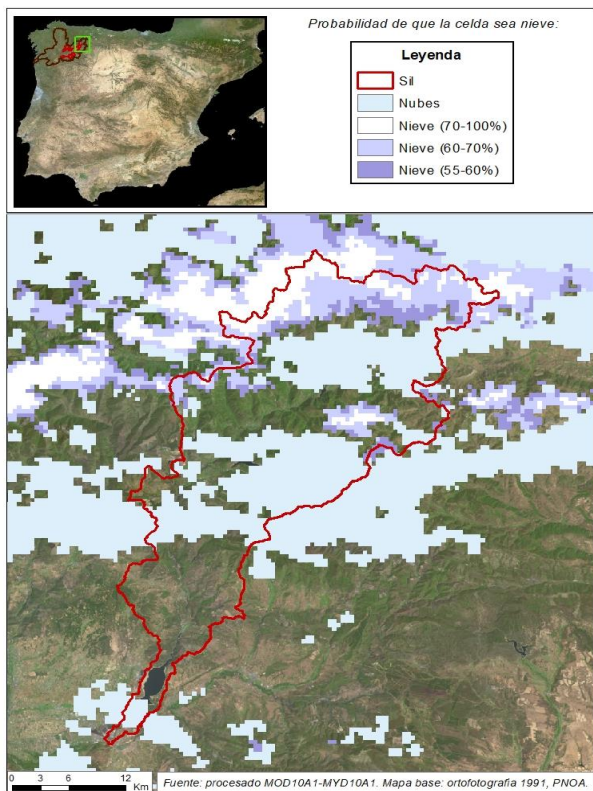 Probabilidad de que la celda sea nieve:
Leyenda
Sil
Nubes
Nieve (70-100%)
Nieve (60-70%)
Nieve (55-60%)
0 3 6 12
Km
Fuente: procesado MOD10A1-MYD10A1. Mapa base: ortofotografía 1991, PNOA.